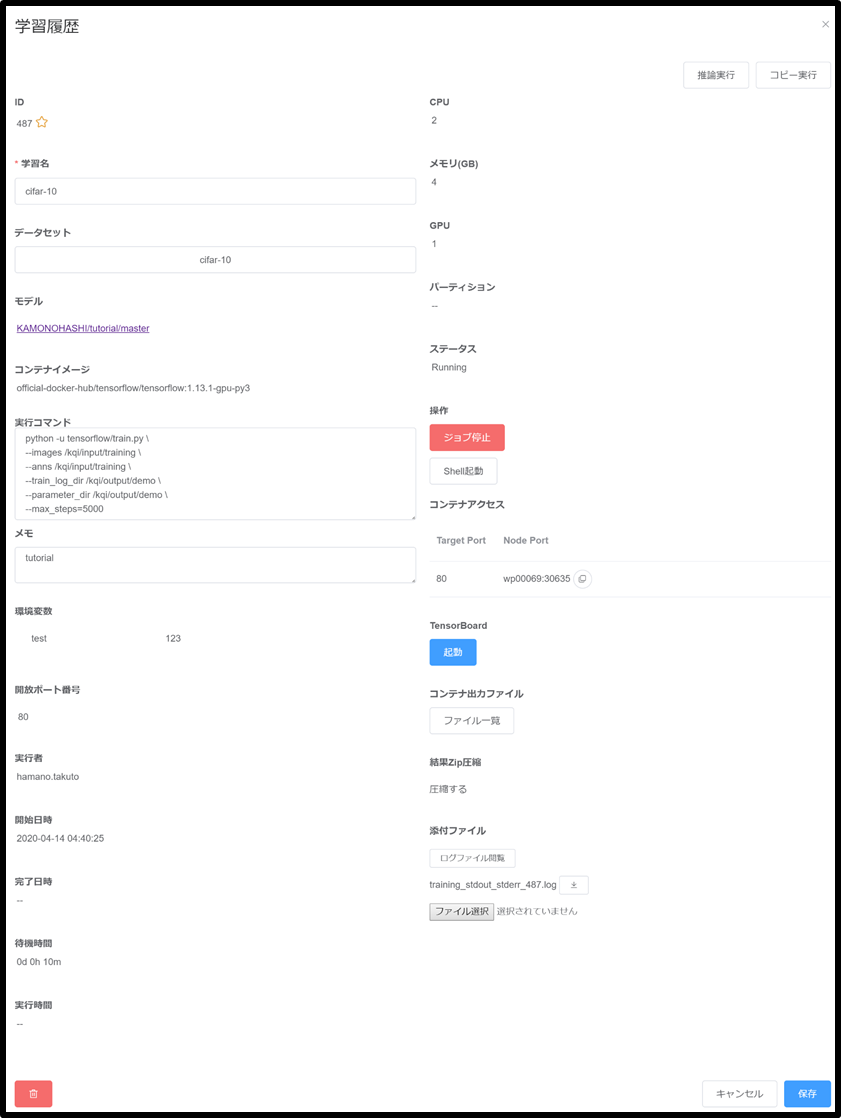 学習履歴
×
推論実行 コピー実行
ID
487
* 学習名
cifar-10
データセット
cifar-10
モデル
KAMONOHASHI/tutorial/master
コンテナイメージ
official-docker-hub/tensorflow/tensorflow:1.13.1-gpu-py3
実行コマンド
python -u tensorflow/train.py \
--images /kqi/input/training \
--anns /kqi/input/training \
--train_log_dir /kqi/output/demo \
--parameter_dir /kqi/output/demo \
--max_steps=5000
メモ
tutorial
環境変数
test 123
開放ポート番号
80
実行者
hamano.takuto
開始日時
2020-04-14 04:40:25
完了日時
--
待機時間
0d 0h 10m
実行時間
--
CPU
2
メモリ(GB)
4
GPU
1
パーティション
--
ステータス
Running
操作
ジョブ停止
Shell起動
コンテナアクセス
Target Port Node Port
80 wp00069:30635
TensorBoard
起動
コンテナ出力ファイル
ファイル一覧
結果Zip圧縮
圧縮する
添付ファイル
ログファイル閲覧
training_stdout_stderr_487.log
ファイル選択 選択されていません
キャンセル 保存